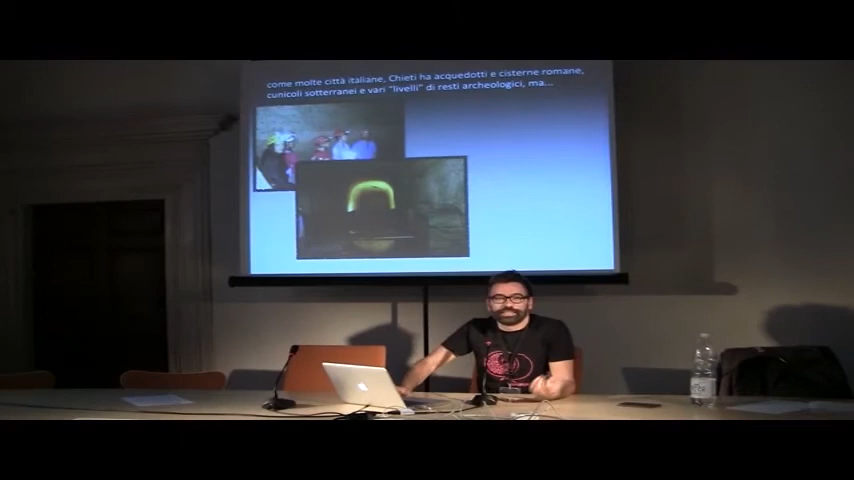 come molte città italiane, Chieti ha acquedotti e cisterne romane,
cunicoli sotterranei e vari "livelli" di resti archeologici, ma...